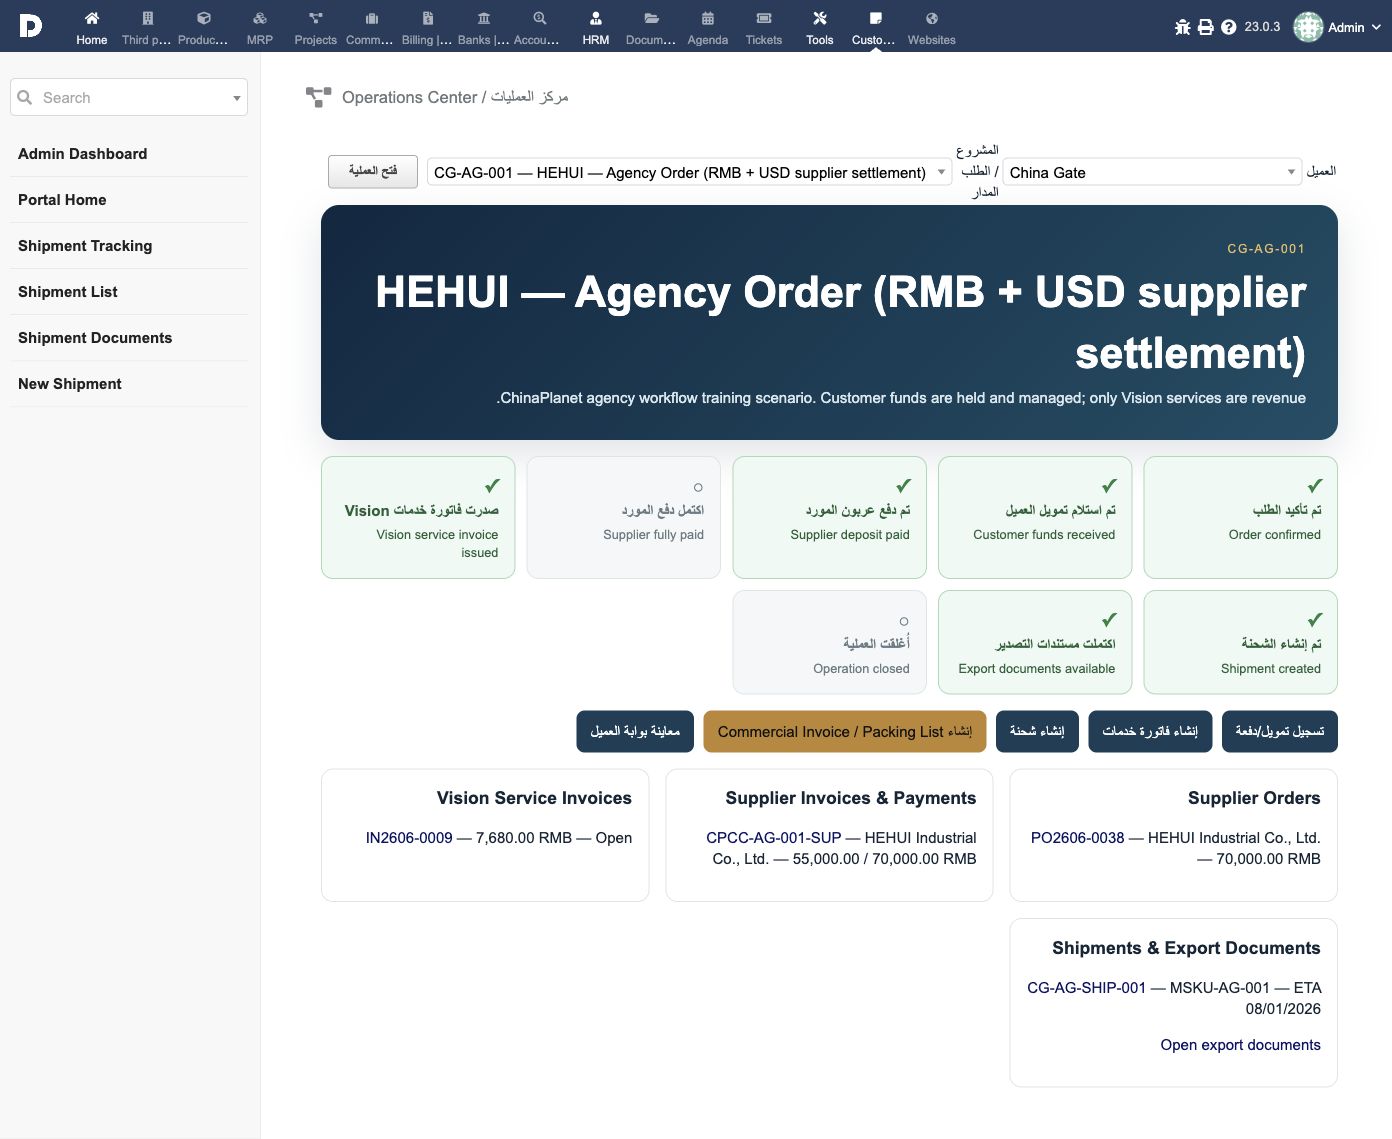 Home
Third p...
Produc...
MRP
Projects
Comm...
Billing |...
Banks |...
Accou...
HRM
Docum...
Agenda
Tickets
Tools
Custo...
Websites
23.0.3
Admin
Search
Admin Dashboard
Portal Home
Shipment Tracking
Shipment List
Shipment Documents
New Shipment
Operations Center / مركز العمليات
العميل
China Gate
المشروع
/ الطلب
المدار
CG-AG-001 — HEHUI — Agency Order (RMB + USD supplier settlement)
فتح العملية
CG-AG-001
HEHUI — Agency Order (RMB + USD supplier
settlement)
.ChinaPlanet agency workflow training scenario. Customer funds are held and managed; only Vision services are revenue
✓
تم تأكيد الطلب
Order confirmed
✓
تم استلام تمويل العميل
Customer funds received
✓
تم دفع عربون المورد
Supplier deposit paid
○
اكتمل دفع المورد
Supplier fully paid
✓
صدرت فاتورة خدمات Vision
Vision service invoice
issued
✓
تم إنشاء الشحنة
Shipment created
✓
اكتملت مستندات التصدير
Export documents available
○
أُغلقت العملية
Operation closed
تسجيل تمويل/دفعة
إنشاء فاتورة خدمات
إنشاء شحنة
إنشاء Commercial Invoice / Packing List
معاينة بوابة العميل
Supplier Orders
PO2606-0038 — HEHUI Industrial Co., Ltd.
— 70,000.00 RMB
Supplier Invoices & Payments
CPCC-AG-001-SUP — HEHUI Industrial
Co., Ltd. — 55,000.00 / 70,000.00 RMB
Vision Service Invoices
IN2606-0009 — 7,680.00 RMB — Open
Shipments & Export Documents
CG-AG-SHIP-001 — MSKU-AG-001 — ETA
08/01/2026
Open export documents